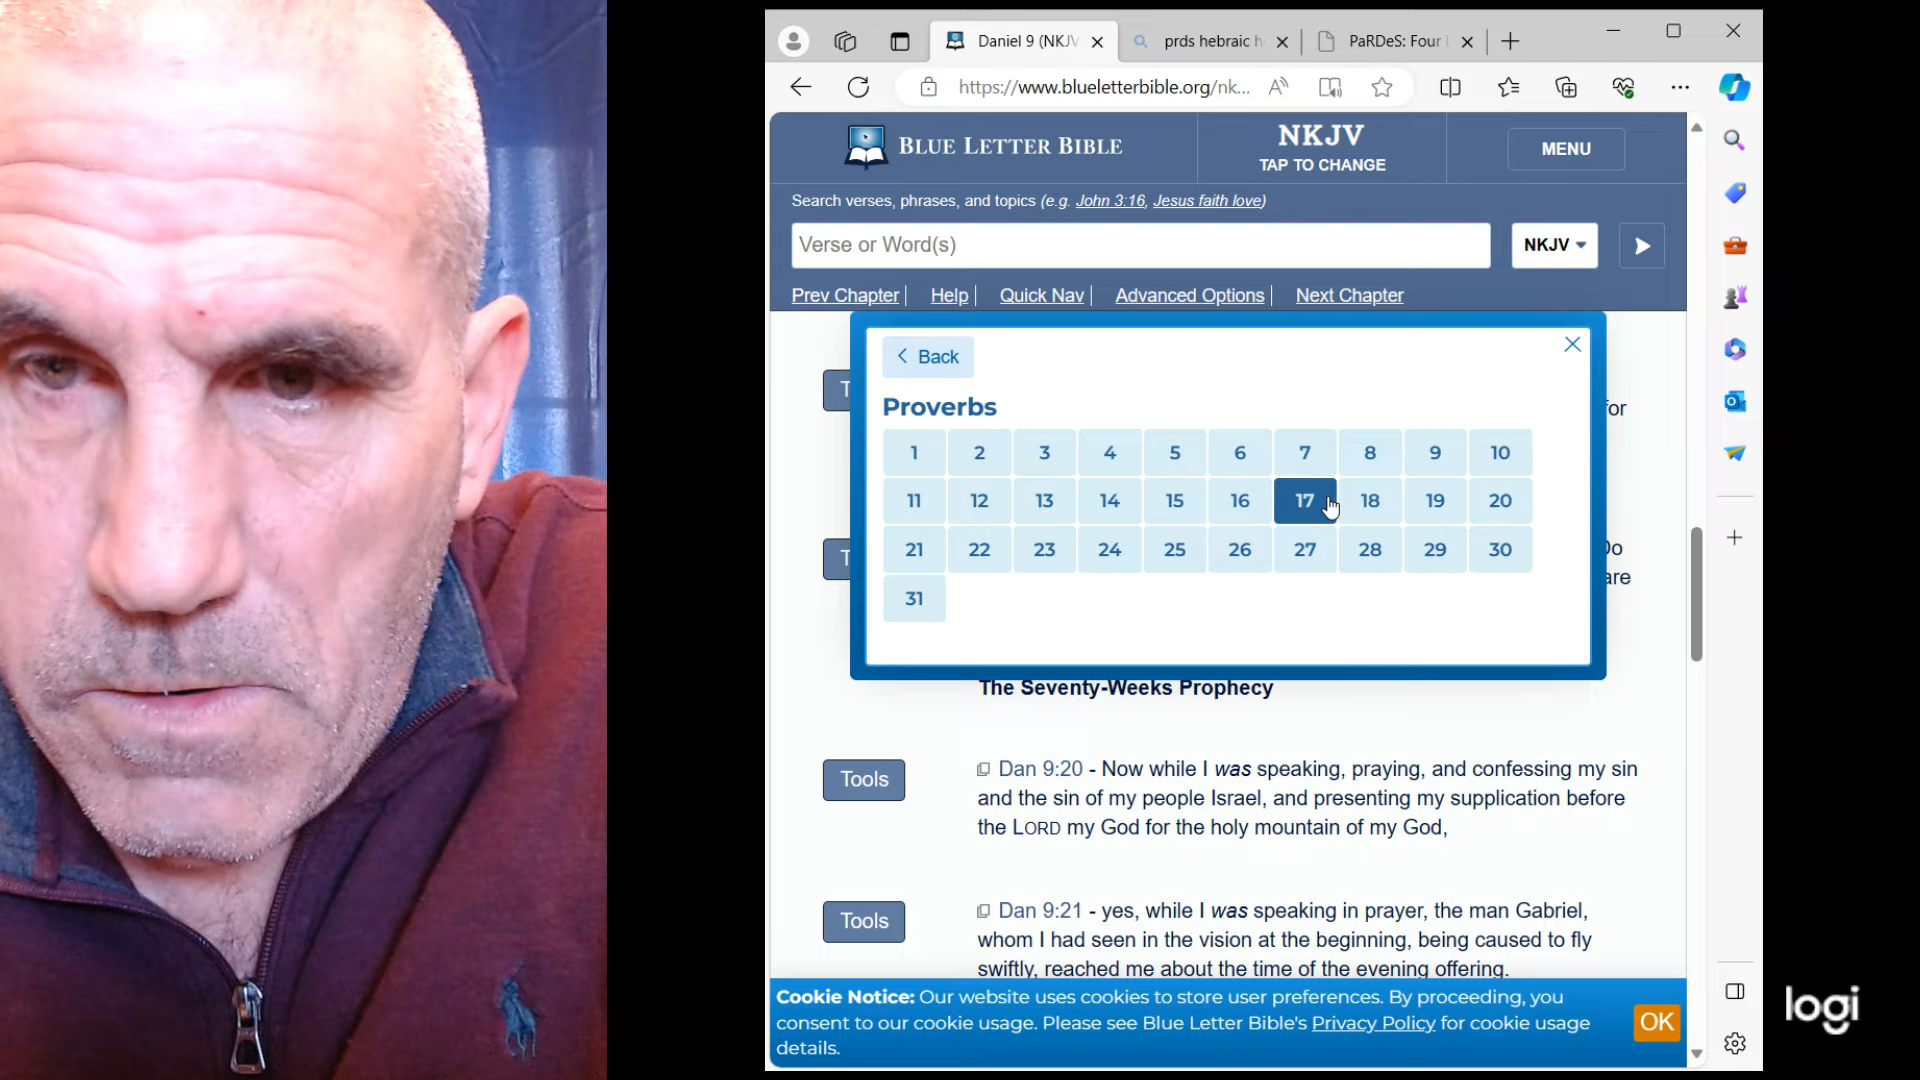 Daniel 9 (NKJV
prds hebraic h
PaRDeS: Four
https://www.blueletterbible.org/nk...
BLUE LETTER BIBLE
NKJV
TAP TO CHANGE
MENU
Search verses, phrases, and topics (e.g. John 3:16, Jesus faith love)
Verse or Word(s)
NKJV
Prev Chapter
Help
Quick Nav
Advanced Options
Next Chapter
Back
Proverbs
1 2 3 4 5 6 7 8 9 10
11 12 13 14 15 16 17 18 19 20
21 22 23 24 25 26 27 28 29 30
31
for
are
The Seventy-Weeks Prophecy
Tools
Dan 9:20 - Now while I was speaking, praying, and confessing my sin
and the sin of my people Israel, and presenting my supplication before
the LORD my God for the holy mountain of my God,
Tools
Dan 9:21 - yes, while I was speaking in prayer, the man Gabriel,
whom I had seen in the vision at the beginning, being caused to fly
swiftly, reached me about the time of the evening offering.
Cookie Notice: Our website uses cookies to store user preferences. By proceeding, you
consent to our cookie usage. Please see Blue Letter Bible's Privacy Policy for cookie usage
details.
OK
logi